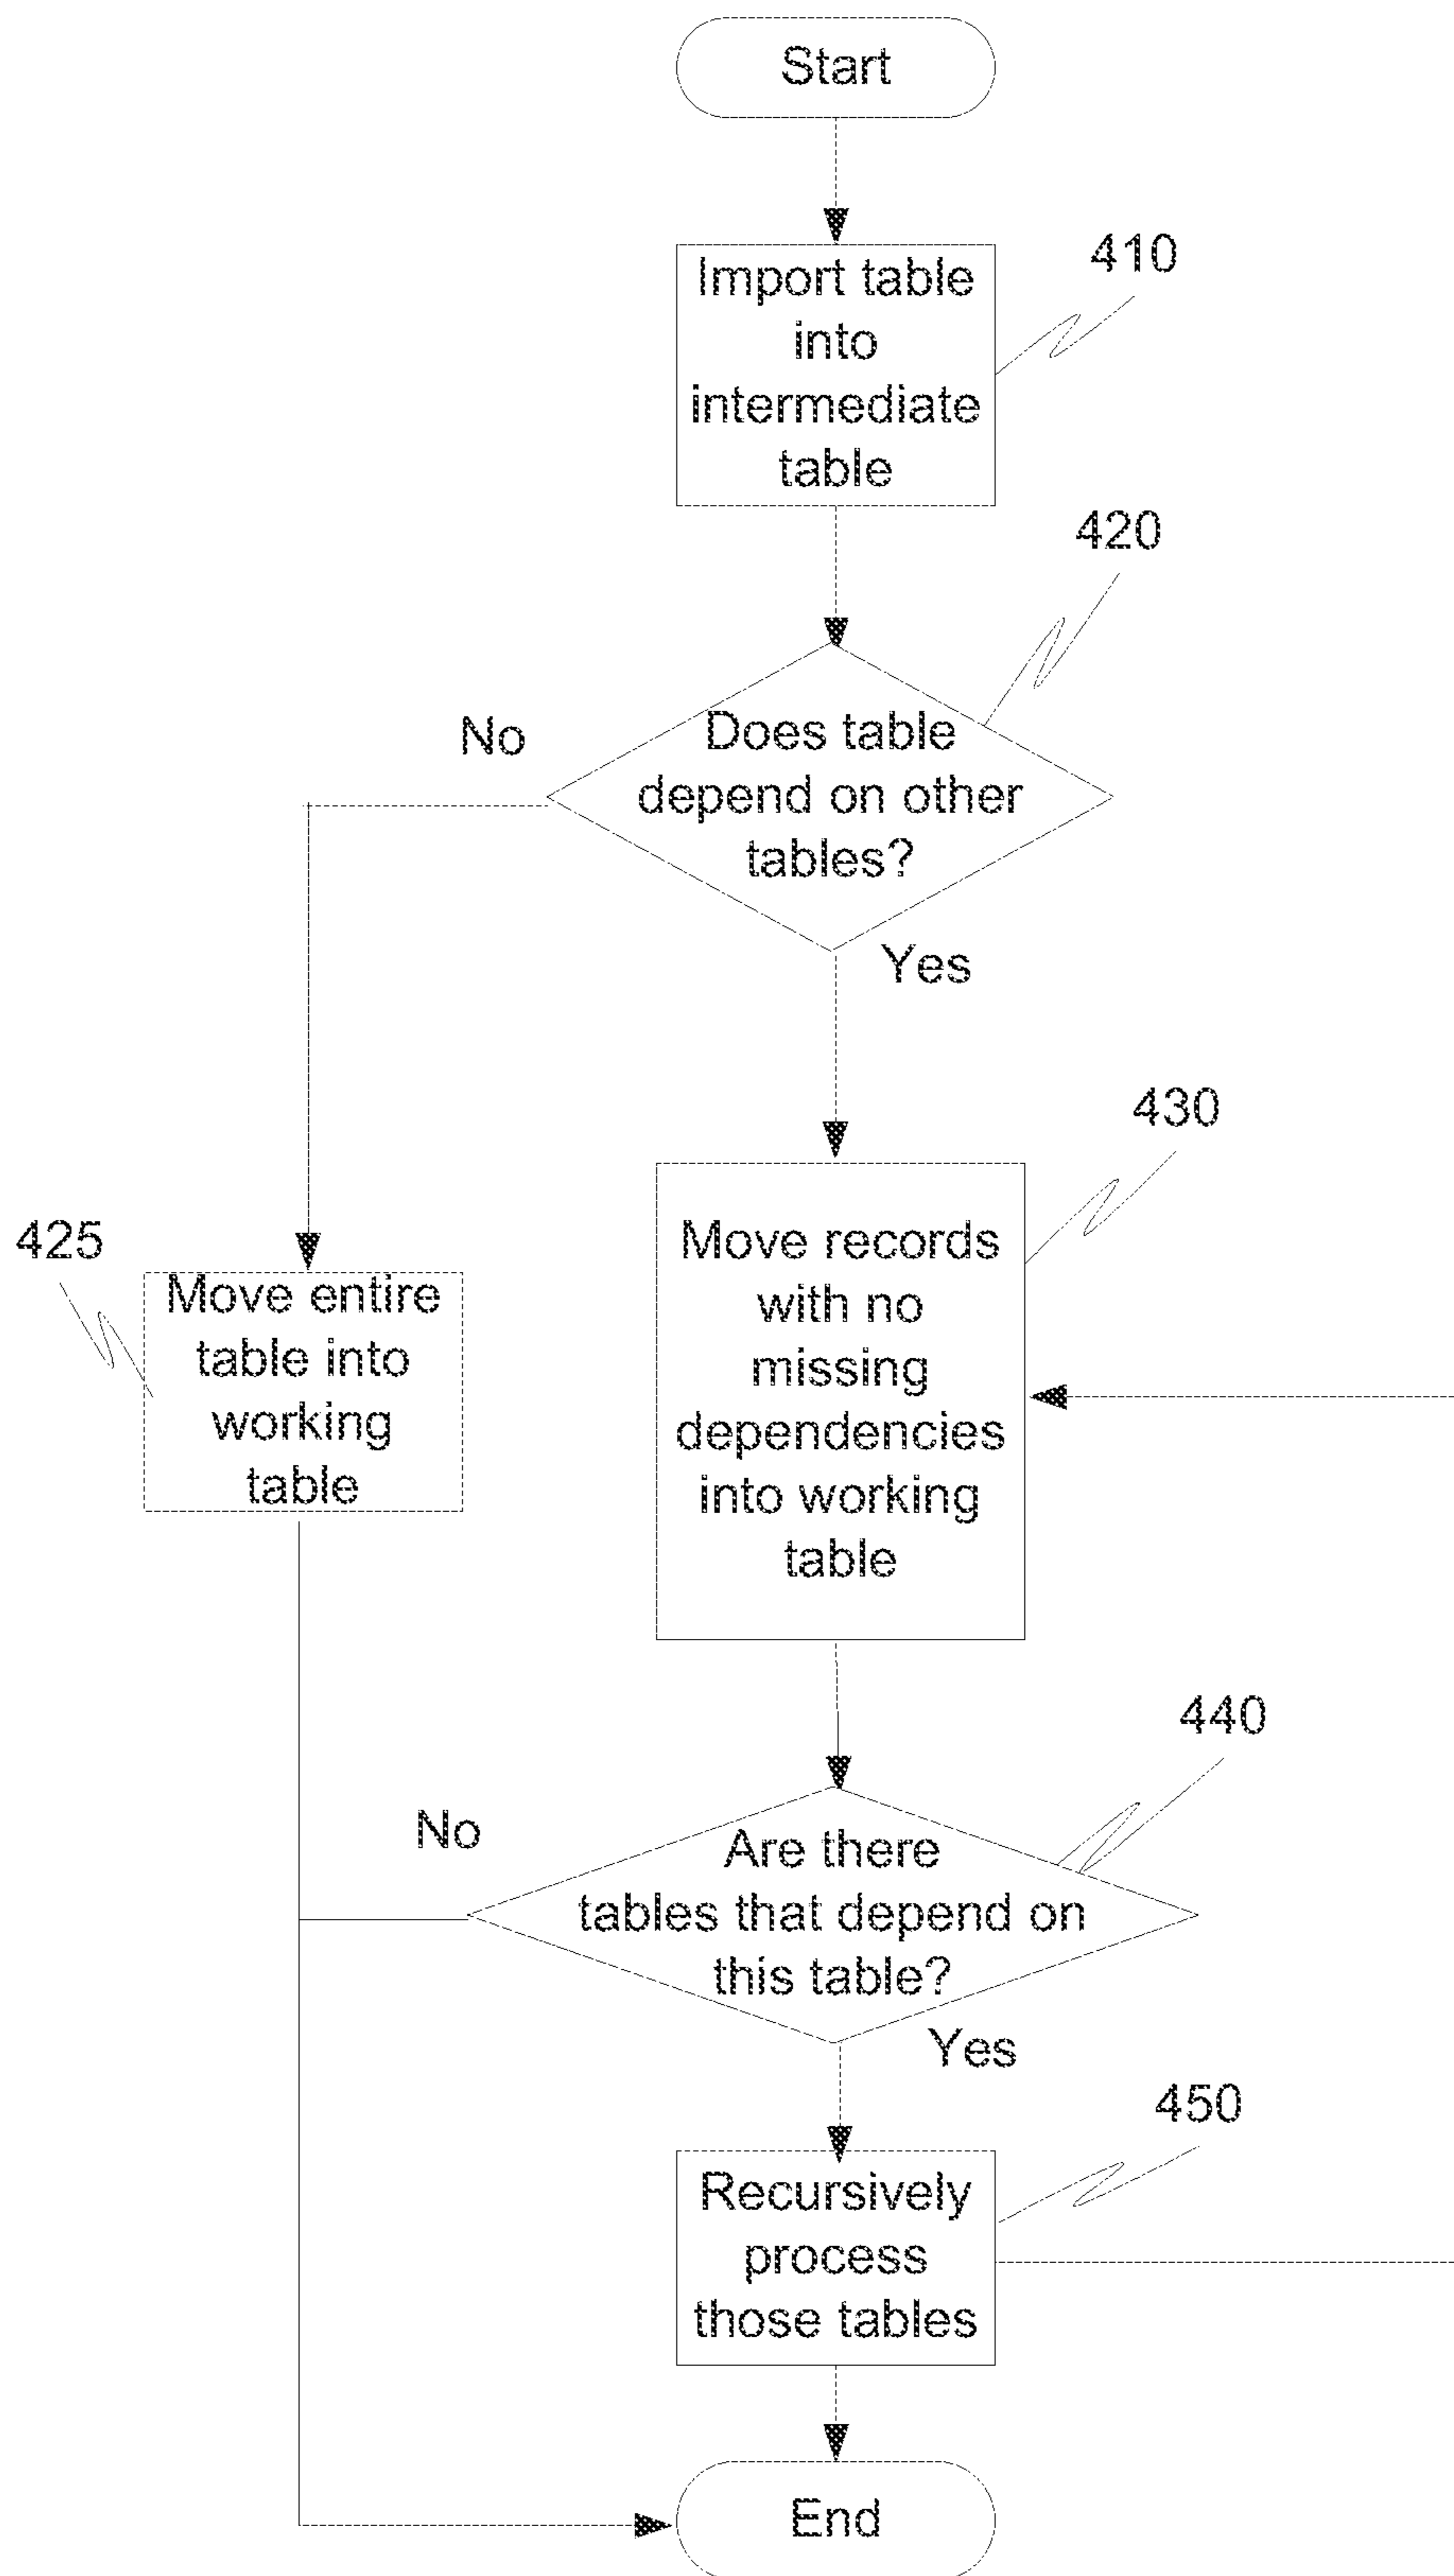 Start
Import table
into
intermediate
table
410
420
Does table
depend on other
tables?
No
Yes
430
425
Move entire
table into
working
table
Move records
with no
missing
dependencies
into working
table
440
No
Are there
tables that depend on
this table?
Yes
450
Recursively
process
those tables
End